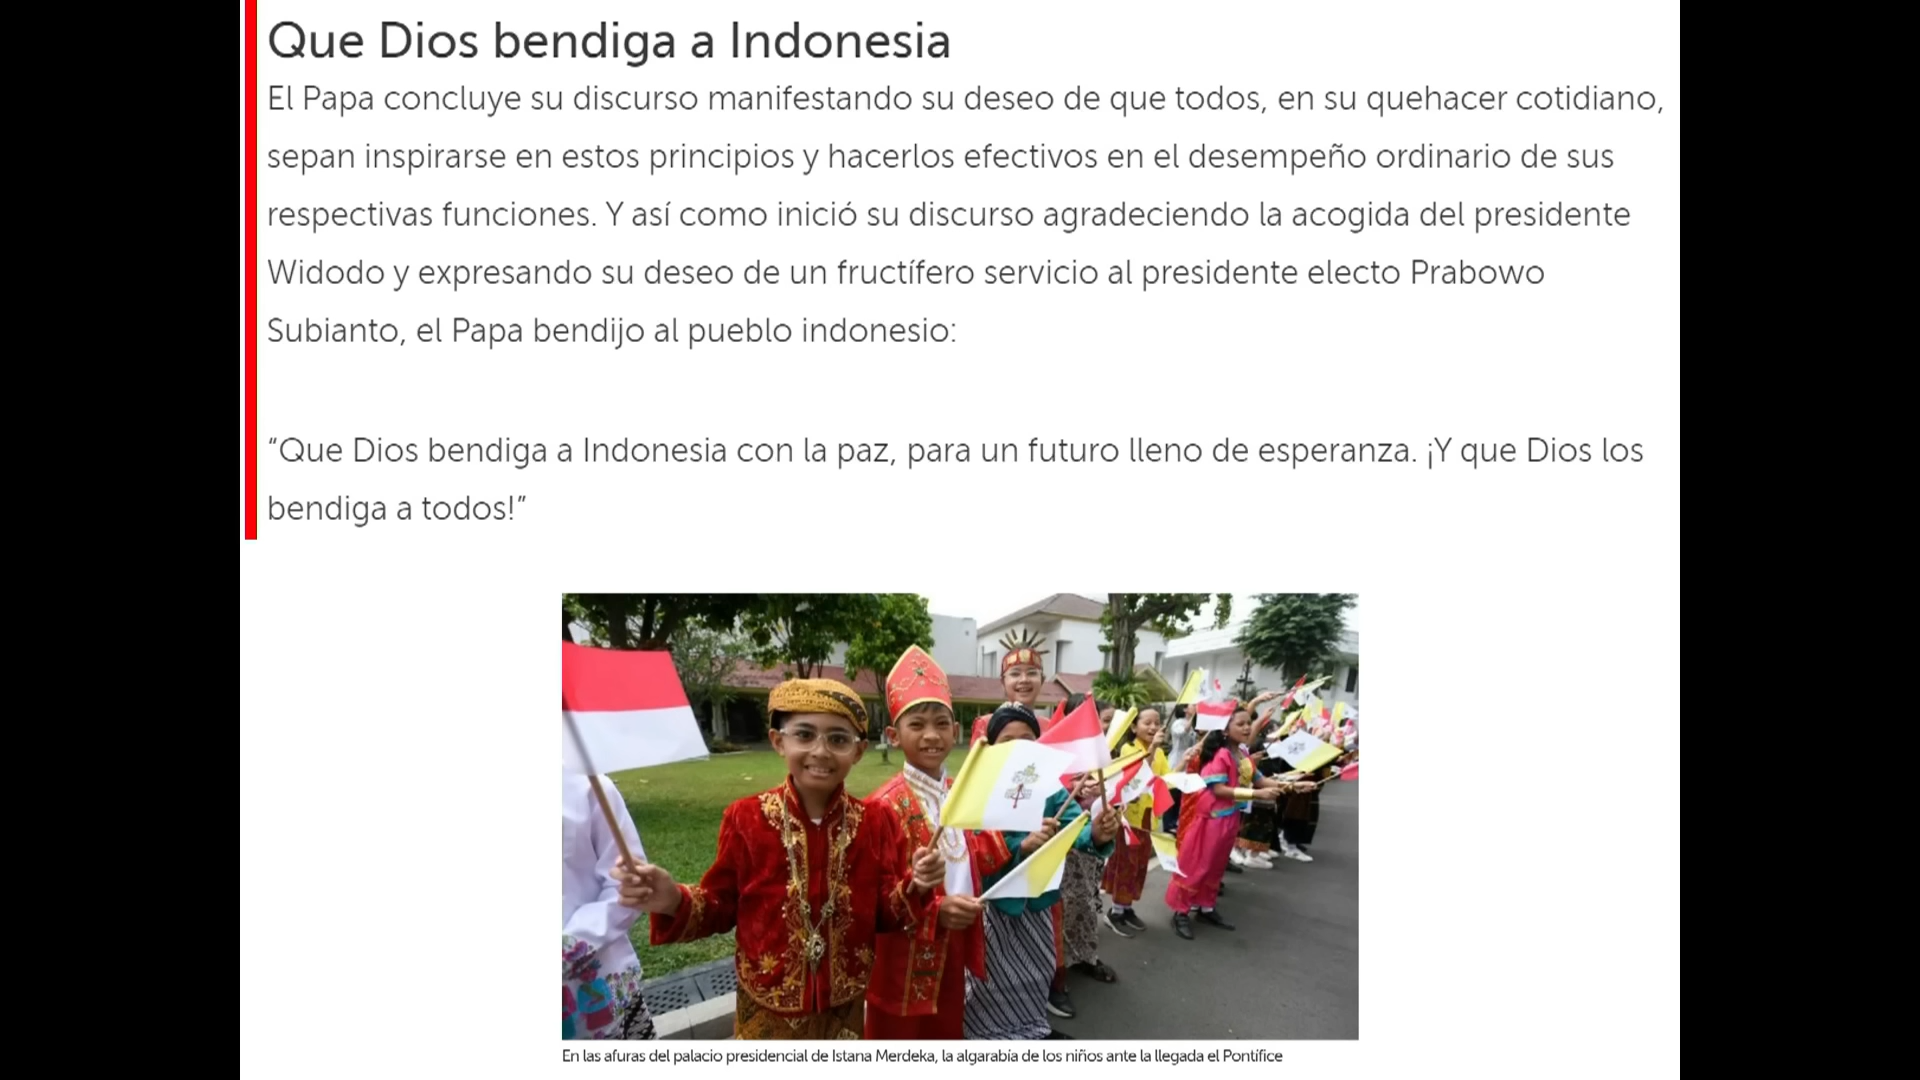 Que Dios bendiga a Indonesia
El Papa concluye su discurso manifestando su deseo de que todos, en su quehacer cotidiano,
sepan inspirarse en estos principios y hacerlos efectivos en el desempeño ordinario de sus
respectivas funciones. Y así como inició su discurso agradeciendo la acogida del presidente
Widodo y expresando su deseo de un fructífero servicio al presidente electo Prabowo
Subianto, el Papa bendijo al pueblo indonesio:
“Que Dios bendiga a Indonesia con la paz, para un futuro lleno de esperanza. ¡Y que Dios los
bendiga a todos!”
En las afuras del palacio presidencial de Istana Merdeka, la algarabía de los niños ante la llegada el Pontífice